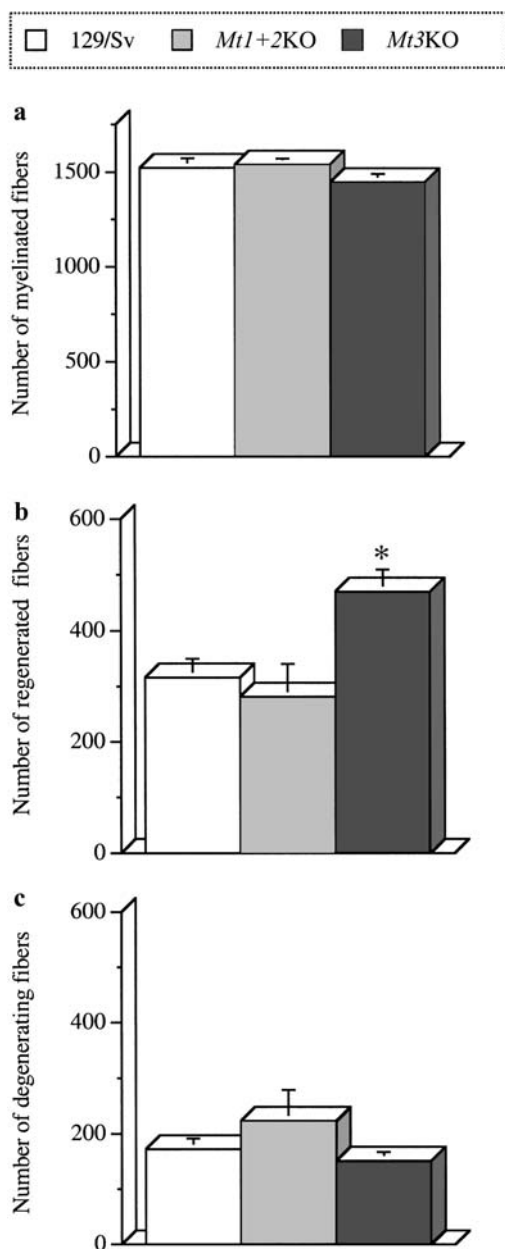 129/Sv Mt1+2KO Mt3KO
a
Number of myelinated fibers
1500
1000
500
0
b
Number of regenerated fibers
600
400
200
0
*
c
Number of degenerating fibers
600
400
200
0